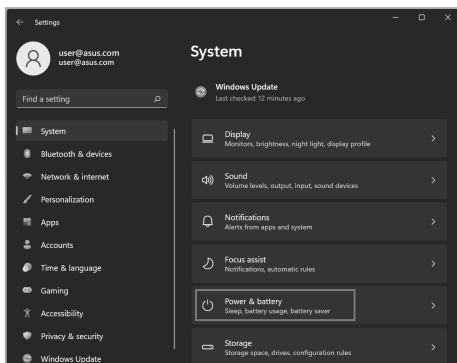 Settings
user@asus.com
user@asus.com
Find a setting
System
Bluetooth & devices
Network & internet
Personalization
Apps
Accounts
Time & language
Gaming
Accessibility
Privacy & security
Windows Update
System
Windows Update
Last checked: 12 minutes ago
Display
Monitors, brightness, night light, display profile
Sound
Volume levels, output, input, sound devices
Notifications
Alerts from apps and system
Focus assist
Notifications, automatic rules
Power & battery
Sleep, battery usage, battery saver
Storage
Storage space, drives, configuration rules